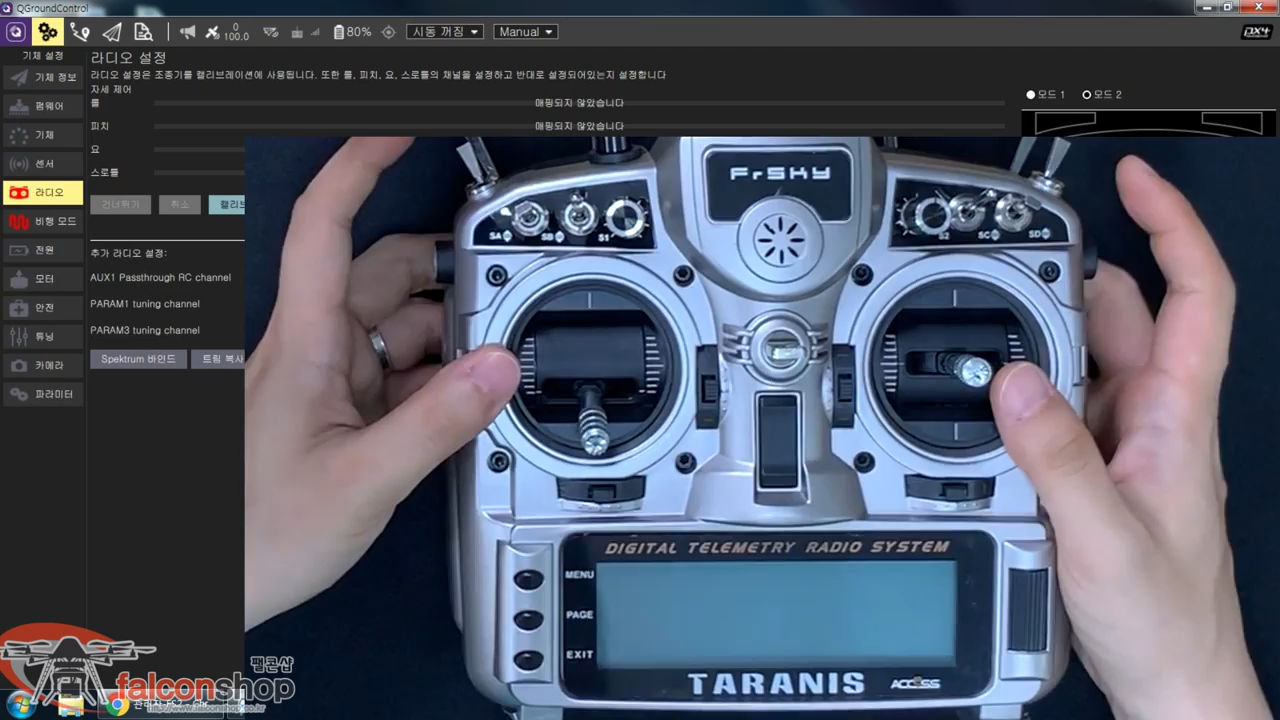 QGroundControl
0
100.0
80%
시동 꺼짐
Manual
px4
기체 설정
라디오 설정
기체 정보
라디오 설정은 조종기를 캘리브레이션에 사용됩니다. 또한 롤, 피치, 요, 스로틀의 채널을 설정하고 반대로 설정되어있는지 설정합니다
자세 제어
모드 1
모드 2
롤
매핑되지 않았습니다
펌웨어
피치
매핑되지 않았습니다
기체
요
센서
스로틀
라디오
건너뛰기
취소
캘리브
비행 모드
전원
추가 라디오 설정:
모터
AUX1 Passthrough RC channel
안전
PARAM1 tuning channel
튜닝
PARAM3 tuning channel
카메라
Spektrum 바인드
트림 복사
파라미터
FrSKY
SA
SB
S1
S2
SC
SD
DIGITAL TELEMETRY RADIO SYSTEM
MENU
PAGE
EXIT
TARANIS
ACCESS
팰콘샵
falconshop
http://www.falconshop.co.kr